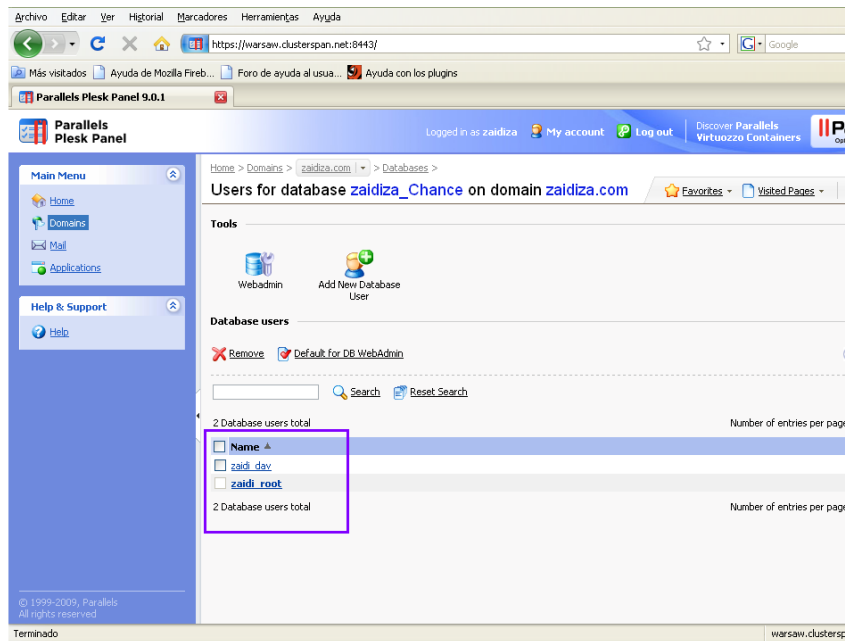 Archivo Editar Ver Historial Marcadores Herramientas Ayuda
https://warsaw.clusterspan.net:8443/
Google
Más visitados Ayuda de Mozilla Fireb... Foro de ayuda al usua... Ayuda con los plugins
Parallels Plesk Panel 9.0.1
Parallels
Plesk Panel
Logged in as zaidiza My account Log out
Discover Parallels
Virtuozzo Containers
Main Menu
Home
Domains
Mail
Applications
Help & Support
Help
© 1999-2009, Parallels
All rights reserved
Home > Domains > zaidiza.com > Databases >
Users for database zaidiza_Chance on domain zaidiza.com
Favorites Visited Pages
Tools
Webadmin
Add New Database
User
Database users
Remove Default for DB WebAdmin
Search Reset Search
2 Database users total Number of entries per page
Name
zaidi_dav
zaidi_root
2 Database users total Number of entries per page
Terminado warsaw.clustersp